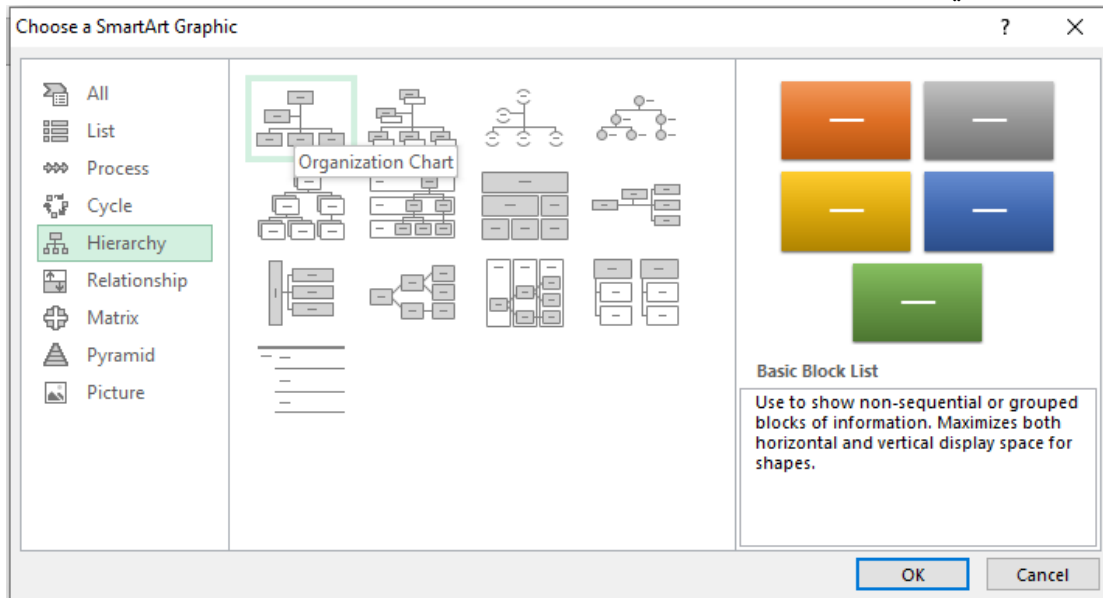 Choose a SmartArt Graphic
?
All
List
Process
Cycle
Hierarchy
Relationship
Matrix
Pyramid
Picture
Organization Chart
Basic Block List
Use to show non-sequential or grouped
blocks of information. Maximizes both
horizontal and vertical display space for
shapes.
OK
Cancel